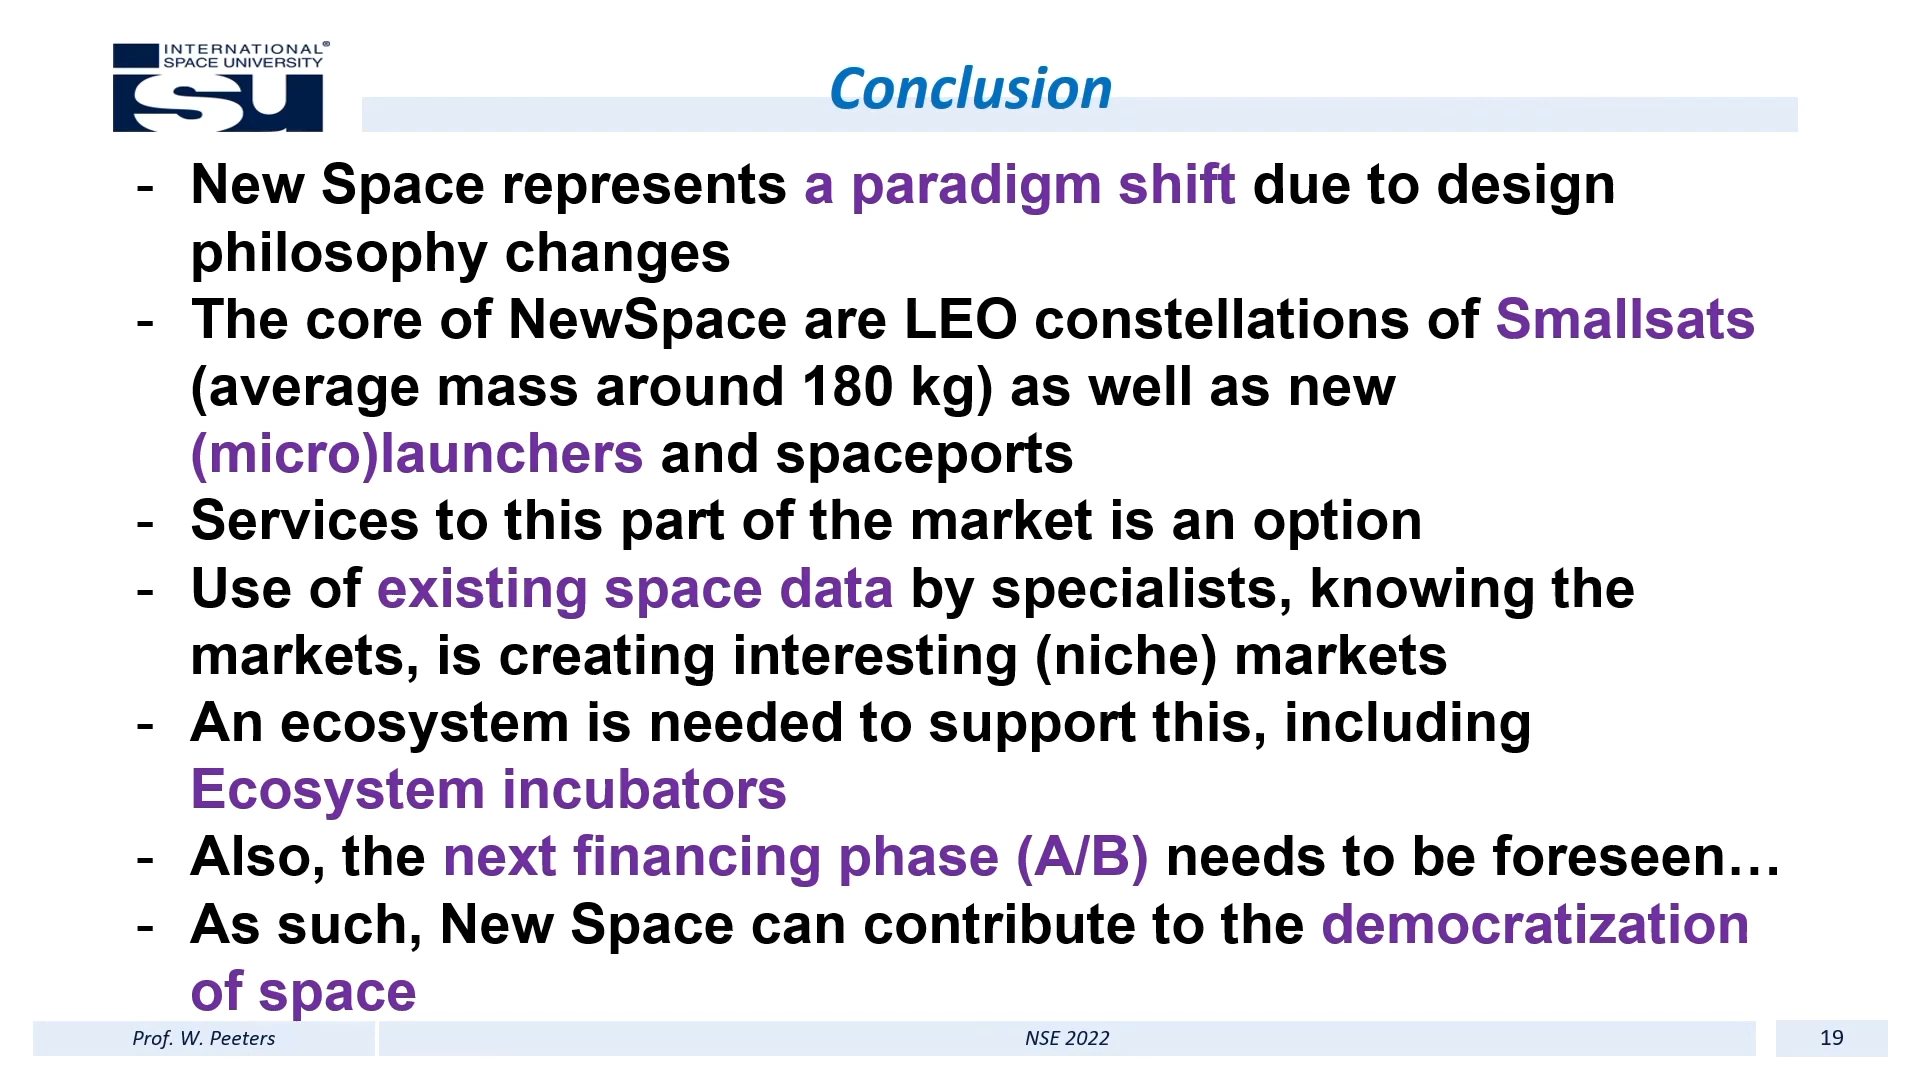 INTERNATIONAL®
SPACE UNIVERSITY
isu
Conclusion
- New Space represents a paradigm shift due to design
philosophy changes
- The core of NewSpace are LEO constellations of Smallsats
(average mass around 180 kg) as well as new
(micro)launchers and spaceports
- Services to this part of the market is an option
- Use of existing space data by specialists, knowing the
markets, is creating interesting (niche) markets
- An ecosystem is needed to support this, including
Ecosystem incubators
- Also, the next financing phase (A/B) needs to be foreseen…
- As such, New Space can contribute to the democratization
of space
Prof. W. Peeters
NSE 2022
19